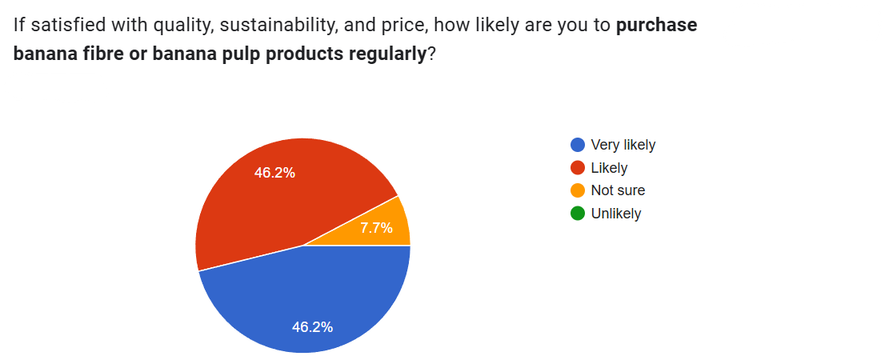 If satisfied with quality, sustainability, and price, how likely are you to purchase
banana fibre or banana pulp products regularly?
46.2%
7.7%
46.2%
Very likely
Likely
Not sure
Unlikely